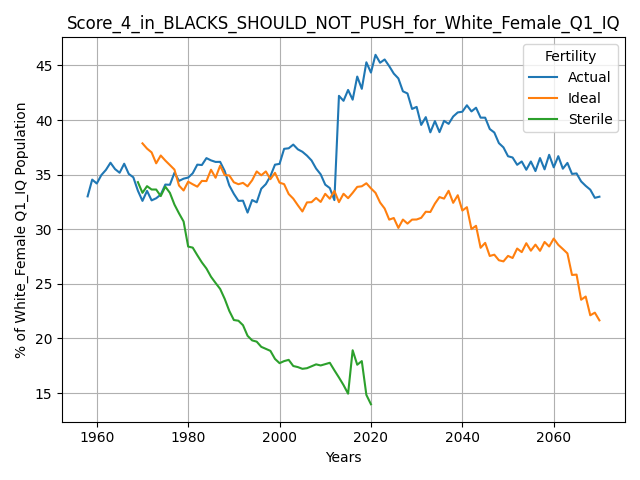 Score_4_in_BLACKS_SHOULD_NOT_PUSH_for_White_Female_Q1_IQ
Fertility
Actual
Ideal
Sterile
% of White_Female Q1_IQ Population
45
40
35
30
25
20
15
1960 1980 2000 2020 2040 2060
Years